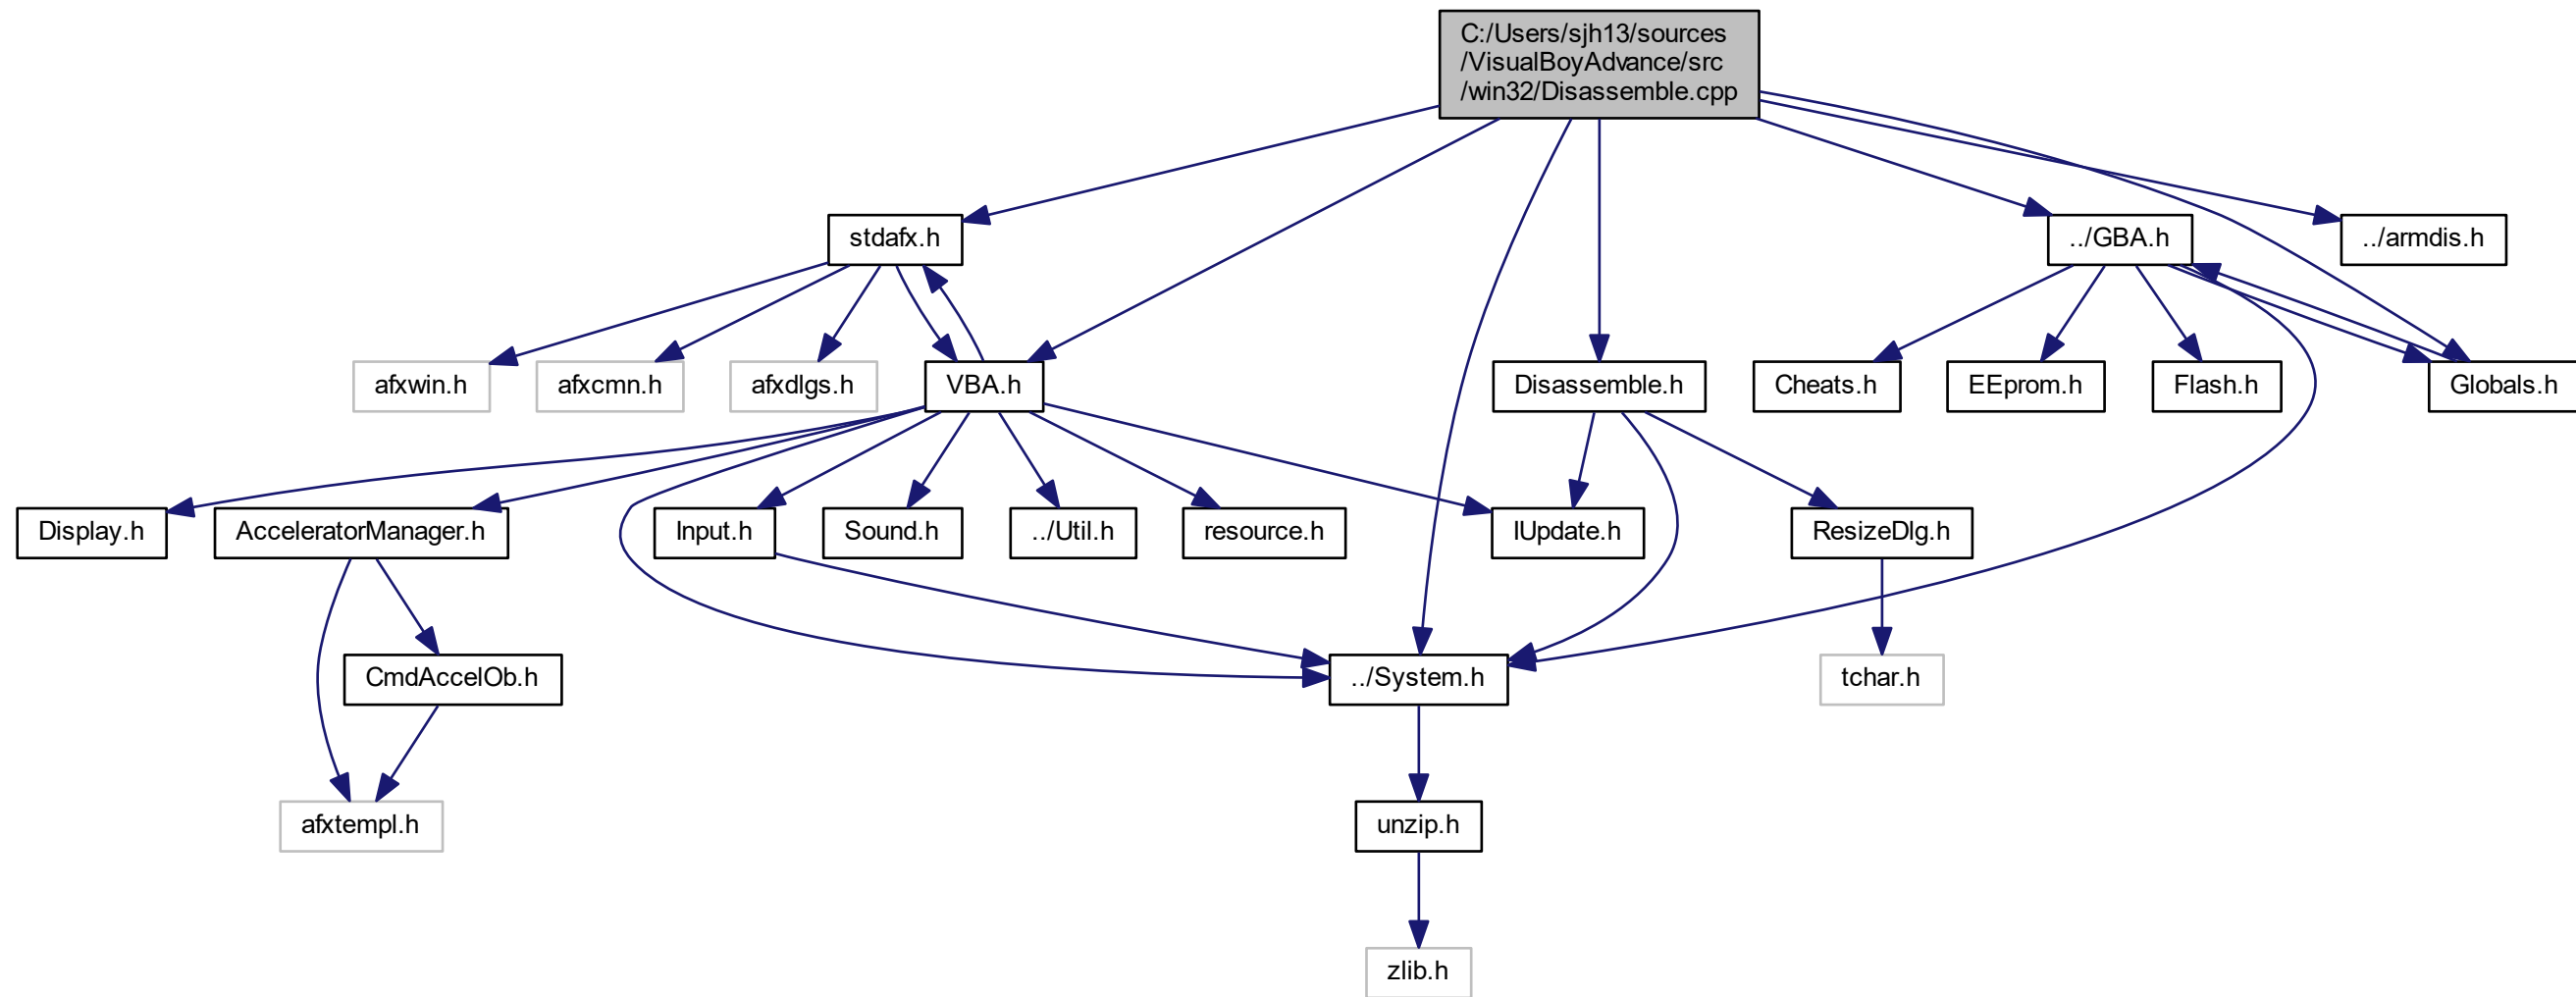 C:/Users/sjh13/sources
/VisualBoyAdvance/src
/win32/Disassemble.cpp
stdafx.h
../GBA.h
../armdis.h
afxwin.h
afxcmn.h
afxdlgs.h
VBA.h
Disassemble.h
Cheats.h
EEprom.h
Flash.h
Globals.h
Display.h
AcceleratorManager.h
Input.h
Sound.h
../Util.h
resource.h
IUpdate.h
ResizeDlg.h
CmdAccelOb.h
../System.h
tchar.h
afxtempl.h
unzip.h
zlib.h